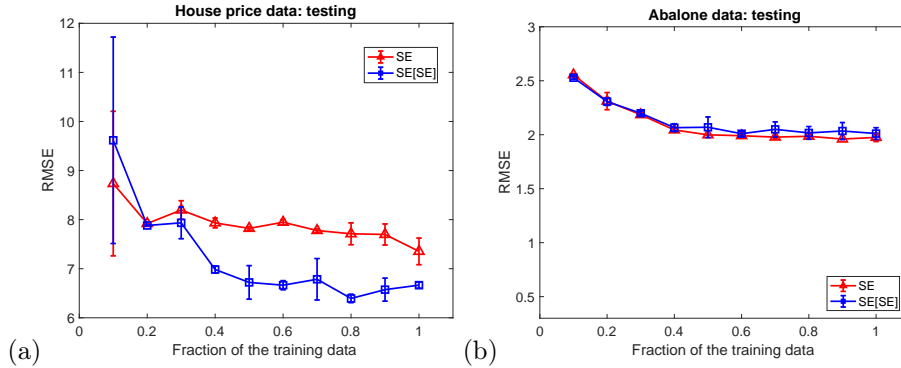 House price data: testing
12
11
10
9
8
7
6
RMSE
SE
SE[SE]
0
0.2
0.4
0.6
0.8
1
Fraction of the training data
(a)
Abalone data: testing
3
2.5
2
1.5
1
0.5
RMSE
SE
SE[SE]
0
0.2
0.4
0.6
0.8
1
Fraction of the training data
(b)